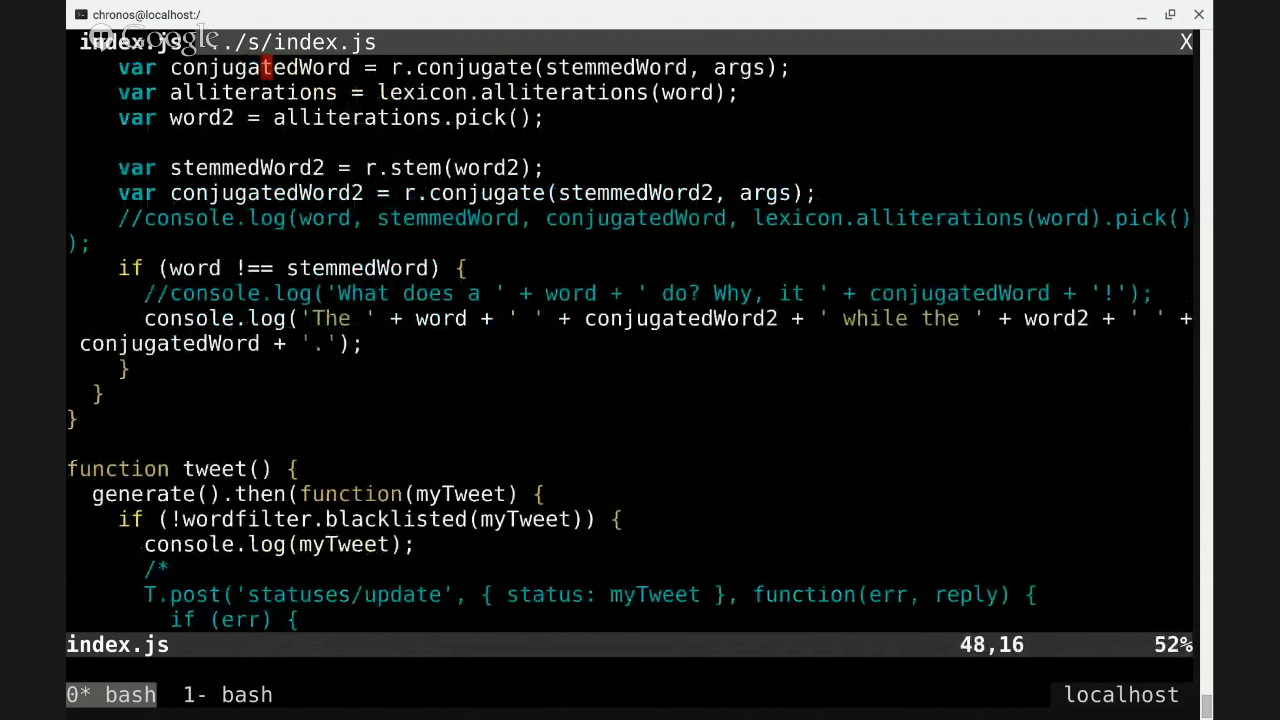 chronos@localhost:/
index.js ../s/index.js X
Google
var conjugatedWord = r.conjugate(stemmedWord, args);
var alliterations = lexicon.alliterations(word);
var word2 = alliterations.pick();
var stemmedWord2 = r.stem(word2);
var conjugatedWord2 = r.conjugate(stemmedWord2, args);
//console.log(word, stemmedWord, conjugatedWord, lexicon.alliterations(word).pick()
);
if (word !== stemmedWord) {
//console.log('What does a ' + word + ' do? Why, it ' + conjugatedWord + '!');
console.log('The ' + word + ' ' + conjugatedWord2 + ' while the ' + word2 + ' ' +
conjugatedWord + '.');
}
}
}
function tweet() {
generate().then(function(myTweet) {
if (!wordfilter.blacklisted(myTweet)) {
console.log(myTweet);
/*
T.post('statuses/update', { status: myTweet }, function(err, reply) {
if (err) {
index.js 48,16 52%
0* bash 1- bash localhost